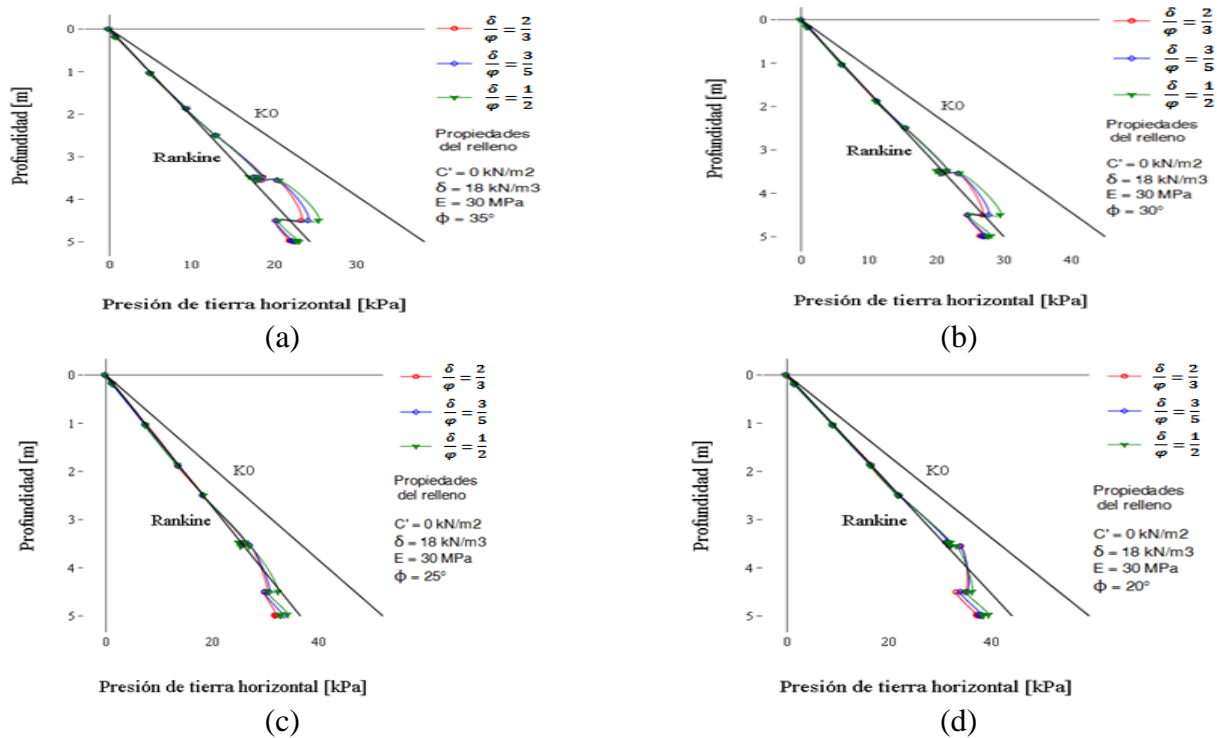 0
1
2
3
4
5
0
10
20
30
Profundidad [m]
K0
Rankine
δ/φ = 2/3
δ/φ = 3/5
δ/φ = 1/2
Propiedades
del relleno
C' = 0 kN/m2
δ = 18 kN/m3
E = 30 MPa
ϕ = 35°
Presión de tierra horizontal [kPa]
(a)
0
1
2
3
4
5
0
10
20
30
40
Profundidad [m]
K0
Rankine
δ/φ = 2/3
δ/φ = 3/5
δ/φ = 1/2
Propiedades
del relleno
C' = 0 kN/m2
δ = 18 kN/m3
E = 30 MPa
ϕ = 30°
Presión de tierra horizontal [kPa]
(b)
0
1
2
3
4
5
0
20
40
Profundidad [m]
K0
Rankine
δ/φ = 2/3
δ/φ = 3/5
δ/φ = 1/2
Propiedades
del relleno
C' = 0 kN/m2
δ = 18 kN/m3
E = 30 MPa
ϕ = 25°
Presión de tierra horizontal [kPa]
(c)
0
1
2
3
4
5
0
20
40
Profundidad [m]
K0
Rankine
δ/φ = 2/3
δ/φ = 3/5
δ/φ = 1/2
Propiedades
del relleno
C' = 0 kN/m2
δ = 18 kN/m3
E = 30 MPa
ϕ = 20°
Presión de tierra horizontal [kPa]
(d)